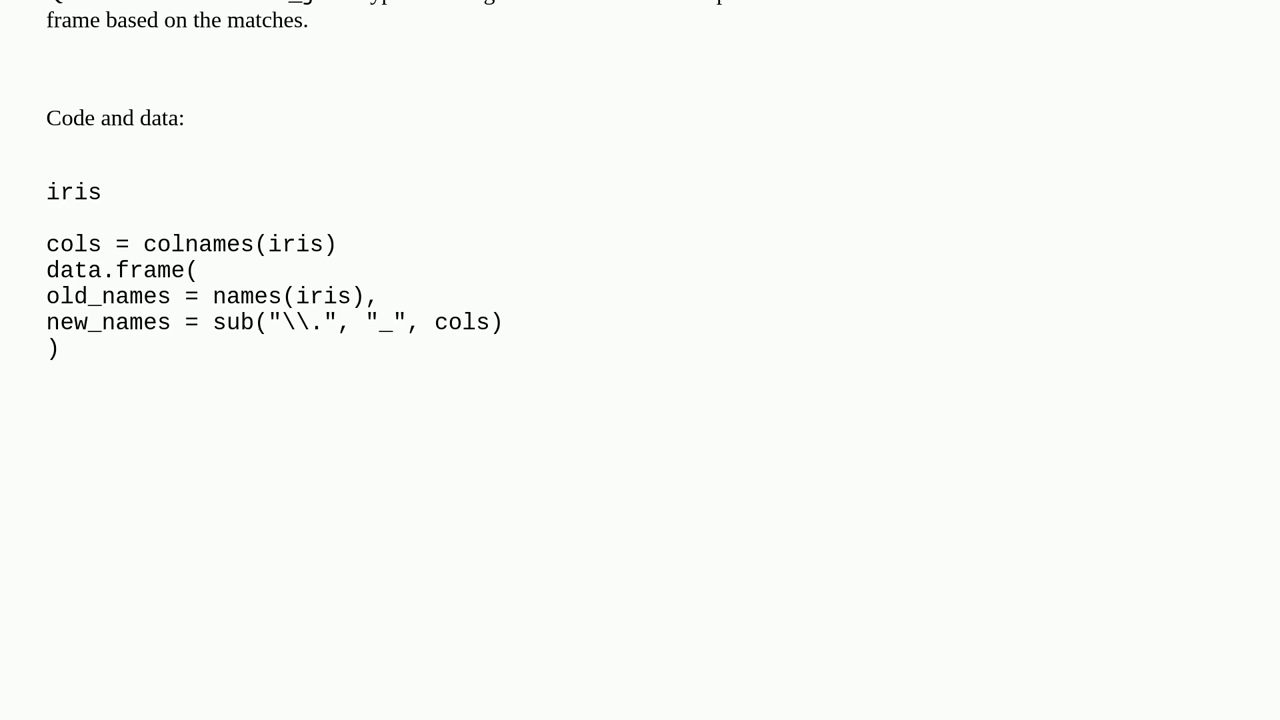 frame based on the matches.
Code and data:
iris
cols = colnames(iris)
data.frame(
old_names = names(iris),
new_names = sub("\\.", "_", cols)
)